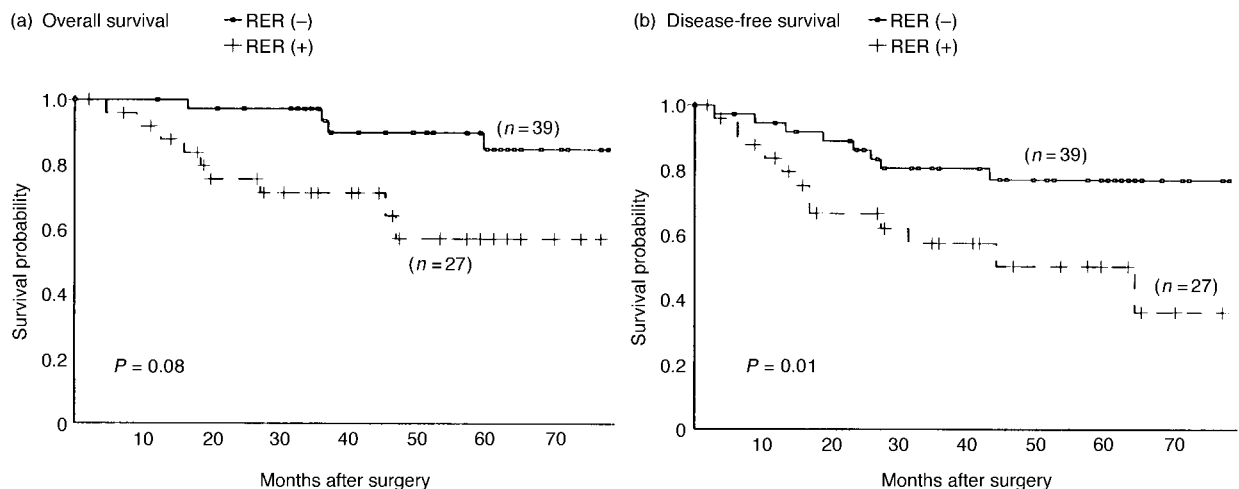 (a) Overall survival
RER (–)
RER (+)
Survival probability
1.0
0.8
0.6
0.4
0.2
0
(n = 39)
(n = 27)
P = 0.08
10 20 30 40 50 60 70
Months after surgery
(b) Disease-free survival
RER (–)
RER (+)
Survival probability
1.0
0.8
0.6
0.4
0.2
0
(n = 39)
(n = 27)
P = 0.01
10 20 30 40 50 60 70
Months after surgery